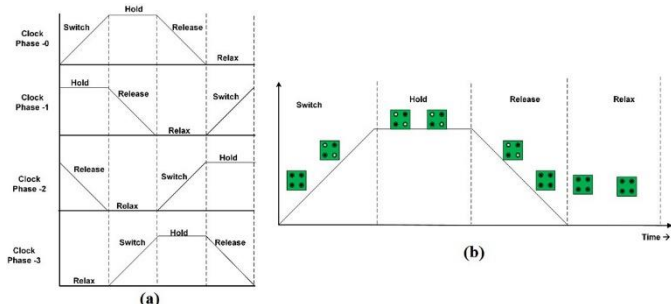 Clock
Phase -0
Switch
Hold
Release
Relax
Clock
Phase -1
Hold
Release
Relax
Switch
Clock
Phase -2
Release
Relax
Switch
Hold
Clock
Phase -3
Relax
Switch
Hold
Release
(a)
Switch
Hold
Release
Relax
Time →
(b)